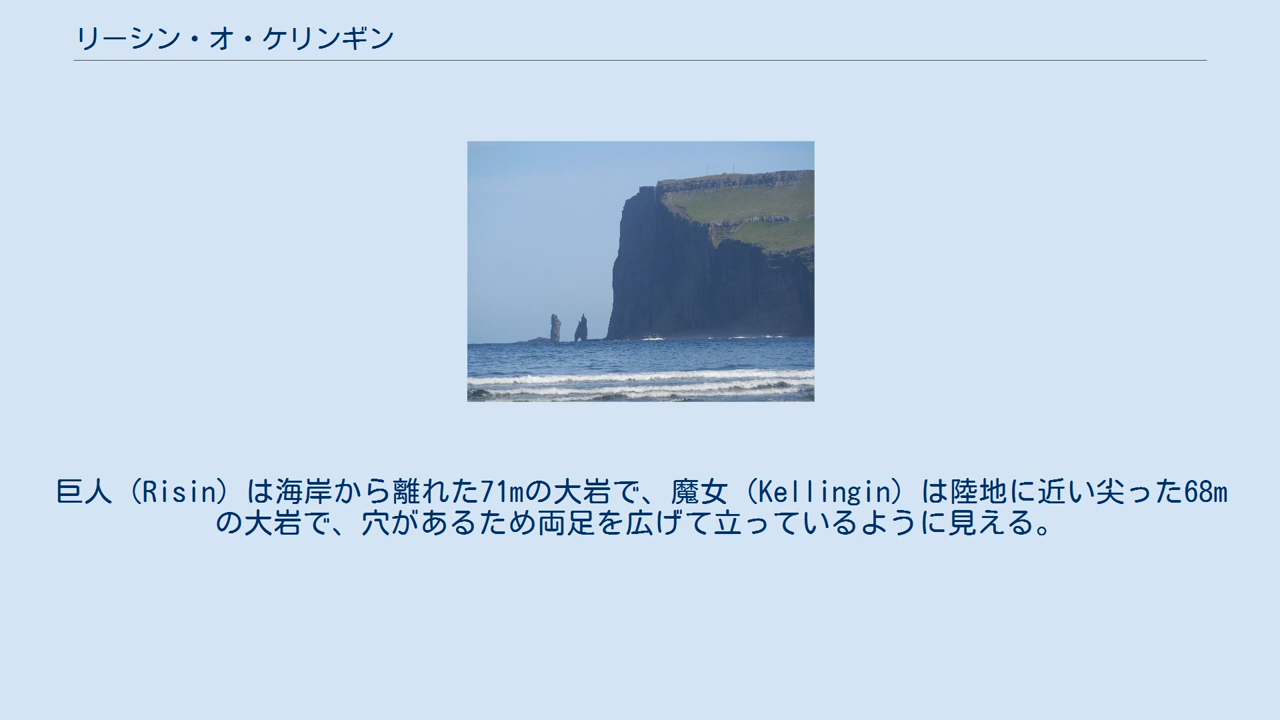 リーシン・オ・ケリンギン
巨人（Risin）は海岸から離れた71mの大岩で、魔女（Kellingin）は陸地に近い尖った68m
の大岩で、穴があるため両足を広げて立っているように見える。